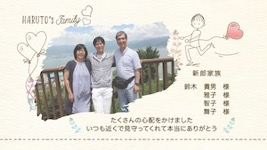 HARUTO's Family
新郎家族
鈴木 貴男 様
雅子 様
智子 様
舞子 様
たくさんの心配をかけました
いつも近くで見守ってくれて本当にありがとう